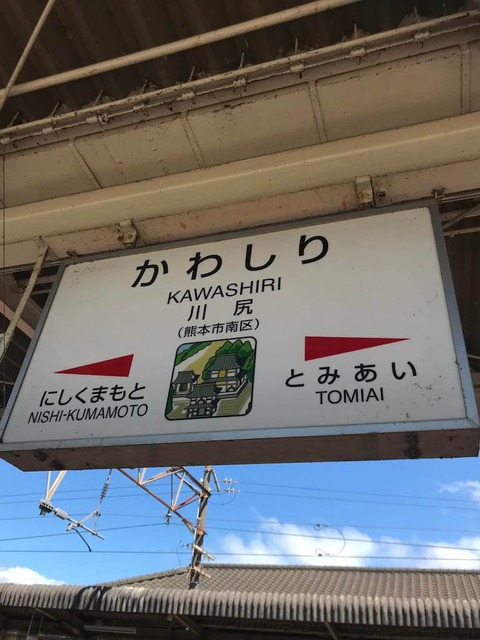 かわしり
KAWASHIRI
川尻
(熊本市南区)
にしくまもと
NISHI-KUMAMOTO
とみあい
TOMIAI